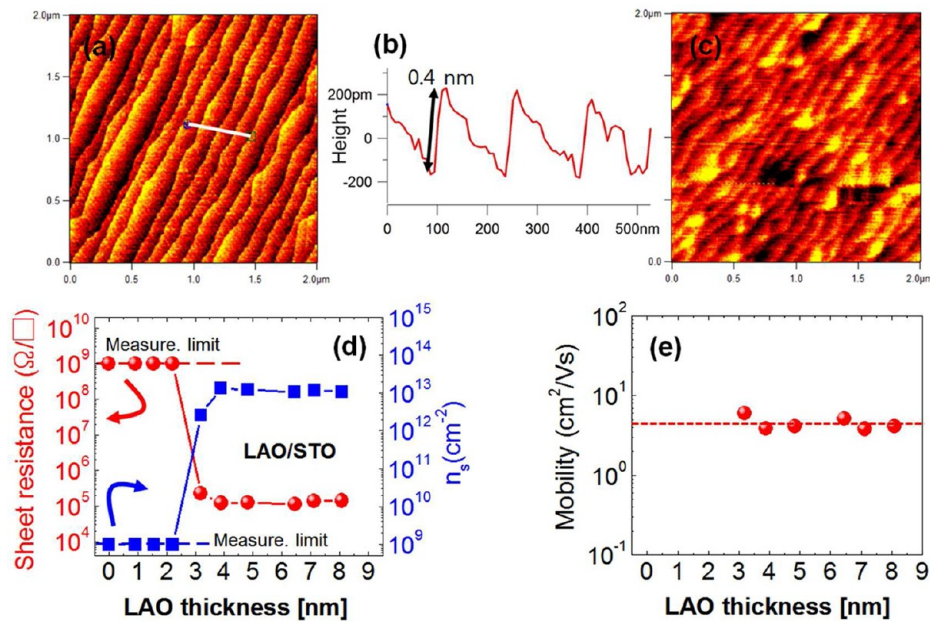 2.0µm
1.5
1.0
0.5
0.0
0.0
0.5
1.0
1.5
2.0µm
(a)
(b)
0.4 nm
Height
200pm
0
-200
0
100
200
300
400
500nm
2.0µm
1.5
1.0
0.5
0.0
0.0
0.5
1.0
1.5
2.0µm
(c)
Sheet resistance (Ω/□)
10¹⁰
10⁹
10⁸
10⁷
10⁶
10⁵
10⁴
Measure. limit
(d)
LAO/STO
Measure. limit
10¹⁵
10¹⁴
10¹³
10¹²
10¹¹
10¹⁰
10⁹
nₛ(cm⁻²)
0 1 2 3 4 5 6 7 8 9
LAO thickness [nm]
Mobility (cm²/Vs)
10²
10¹
10⁰
10⁻¹
(e)
0 1 2 3 4 5 6 7 8 9
LAO thickness [nm]